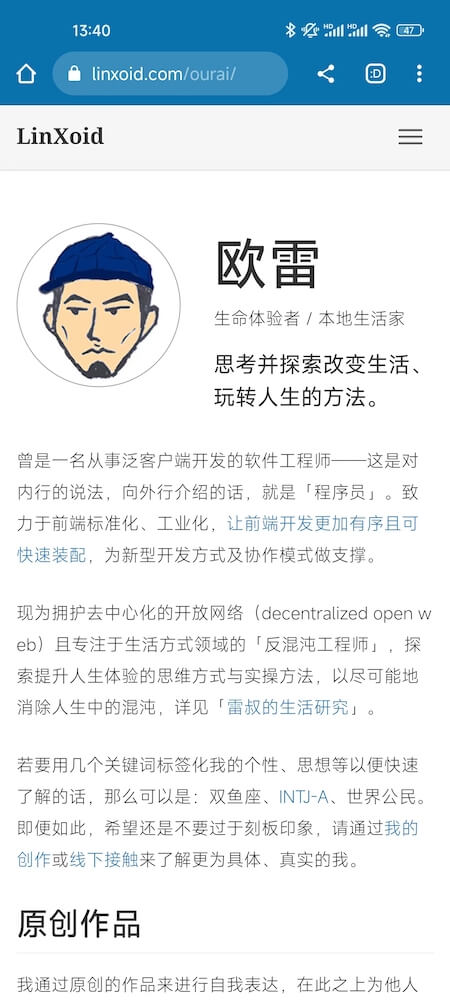 13:40
HD HD 47
linxoid.com/ourai/
:D
LinXoid
欧雷
生命体验者 / 本地生活家
思考并探索改变生活、
玩转人生的方法。
曾是一名从事泛客户端开发的软件工程师——这是对
内行的说法，向外行介绍的话，就是「程序员」。致
力于前端标准化、工业化，让前端开发更加有序且可
快速装配，为新型开发方式及协作模式做支撑。
现为拥护去中心化的开放网络（decentralized open w
eb）且专注于生活方式领域的「反混沌工程师」，探
索提升人生体验的思维方式与实操方法，以尽可能地
消除人生中的混沌，详见「雷叔的生活研究」。
若要用几个关键词标签化我的个性、思想等以便快速
了解的话，那么可以是：双鱼座、INTJ-A、世界公民。
即便如此，希望还是不要过于刻板印象，请通过我的
创作或线下接触来了解更为具体、真实的我。
原创作品
我通过原创的作品来进行自我表达，在此之上为他人